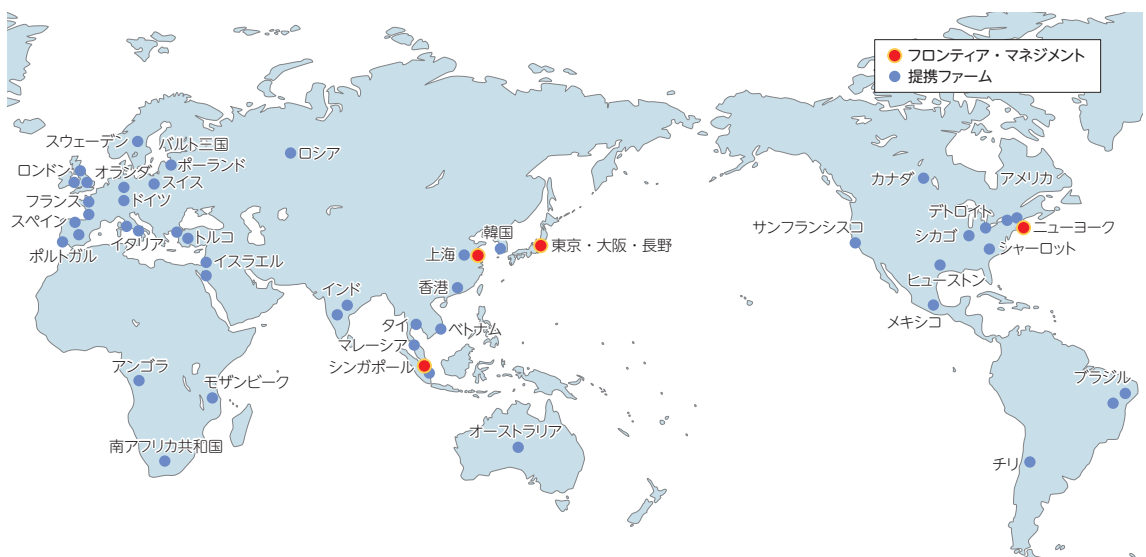 フロンティア・マネジメント
提携ファーム
スウェーデン
バルト三国
ロシア
ロンドン
オランダ
ポーランド
スイス
フランス
ドイツ
スペイン
イタリア
トルコ
ポルトガル
イスラエル
韓国
上海
東京・大阪・長野
香港
インド
タイ
ベトナム
マレーシア
シンガポール
アンゴラ
モザンビーク
南アフリカ共和国
オーストラリア
カナダ
アメリカ
デトロイト
サンフランシスコ
シカゴ
ニューヨーク
シャーロット
ヒューストン
メキシコ
ブラジル
チリ